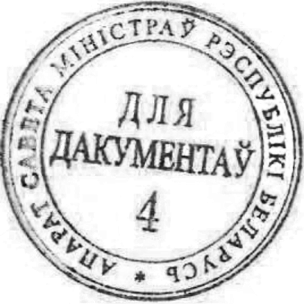 АПАРАТ САВЕТА МІНІСТРАЎ РЭСПУБЛІКІ БЕЛАРУСЬ *
ДЛЯ
ДАКУМЕНТАЎ
4